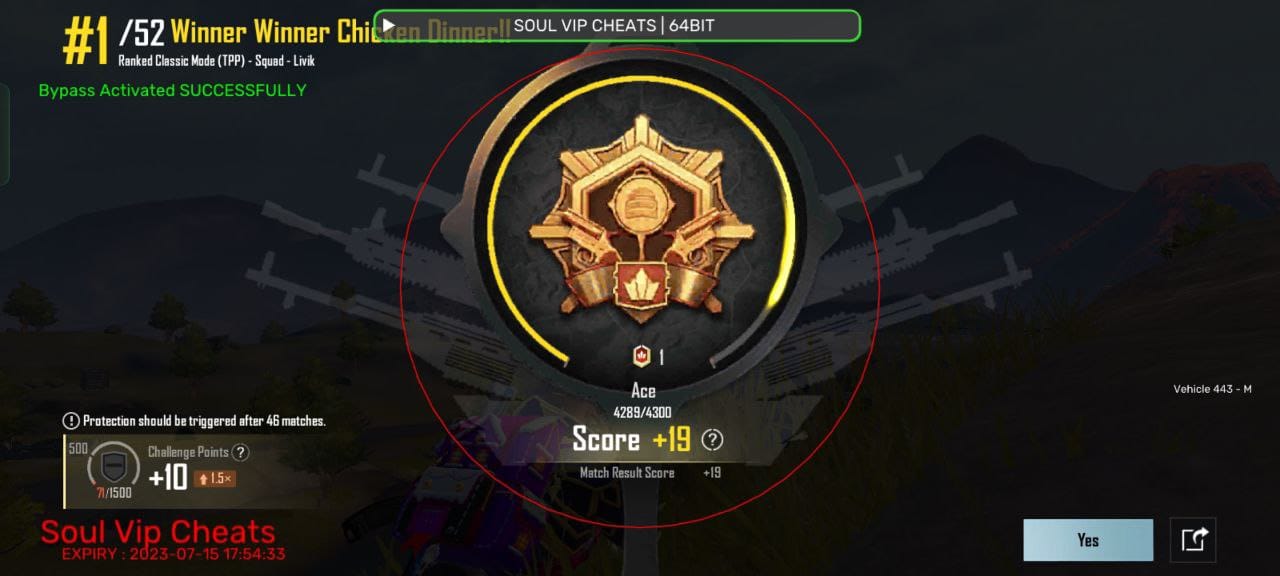 SOUL VIP CHEATS | 64BIT
#1 /52 Winner Winner Chicken Dinner!!
Ranked Classic Mode (TPP) - Squad - Livik
Bypass Activated SUCCESSFULLY
1
Ace
4289/4300
Score +19 ?
Match Result Score +19
Vehicle 443 - M
! Protection should be triggered after 46 matches.
500
71/1500
Challenge Points ?
+10 1.5×
Soul Vip Cheats
EXPIRY : 2023-07-15 17:54:33
Yes